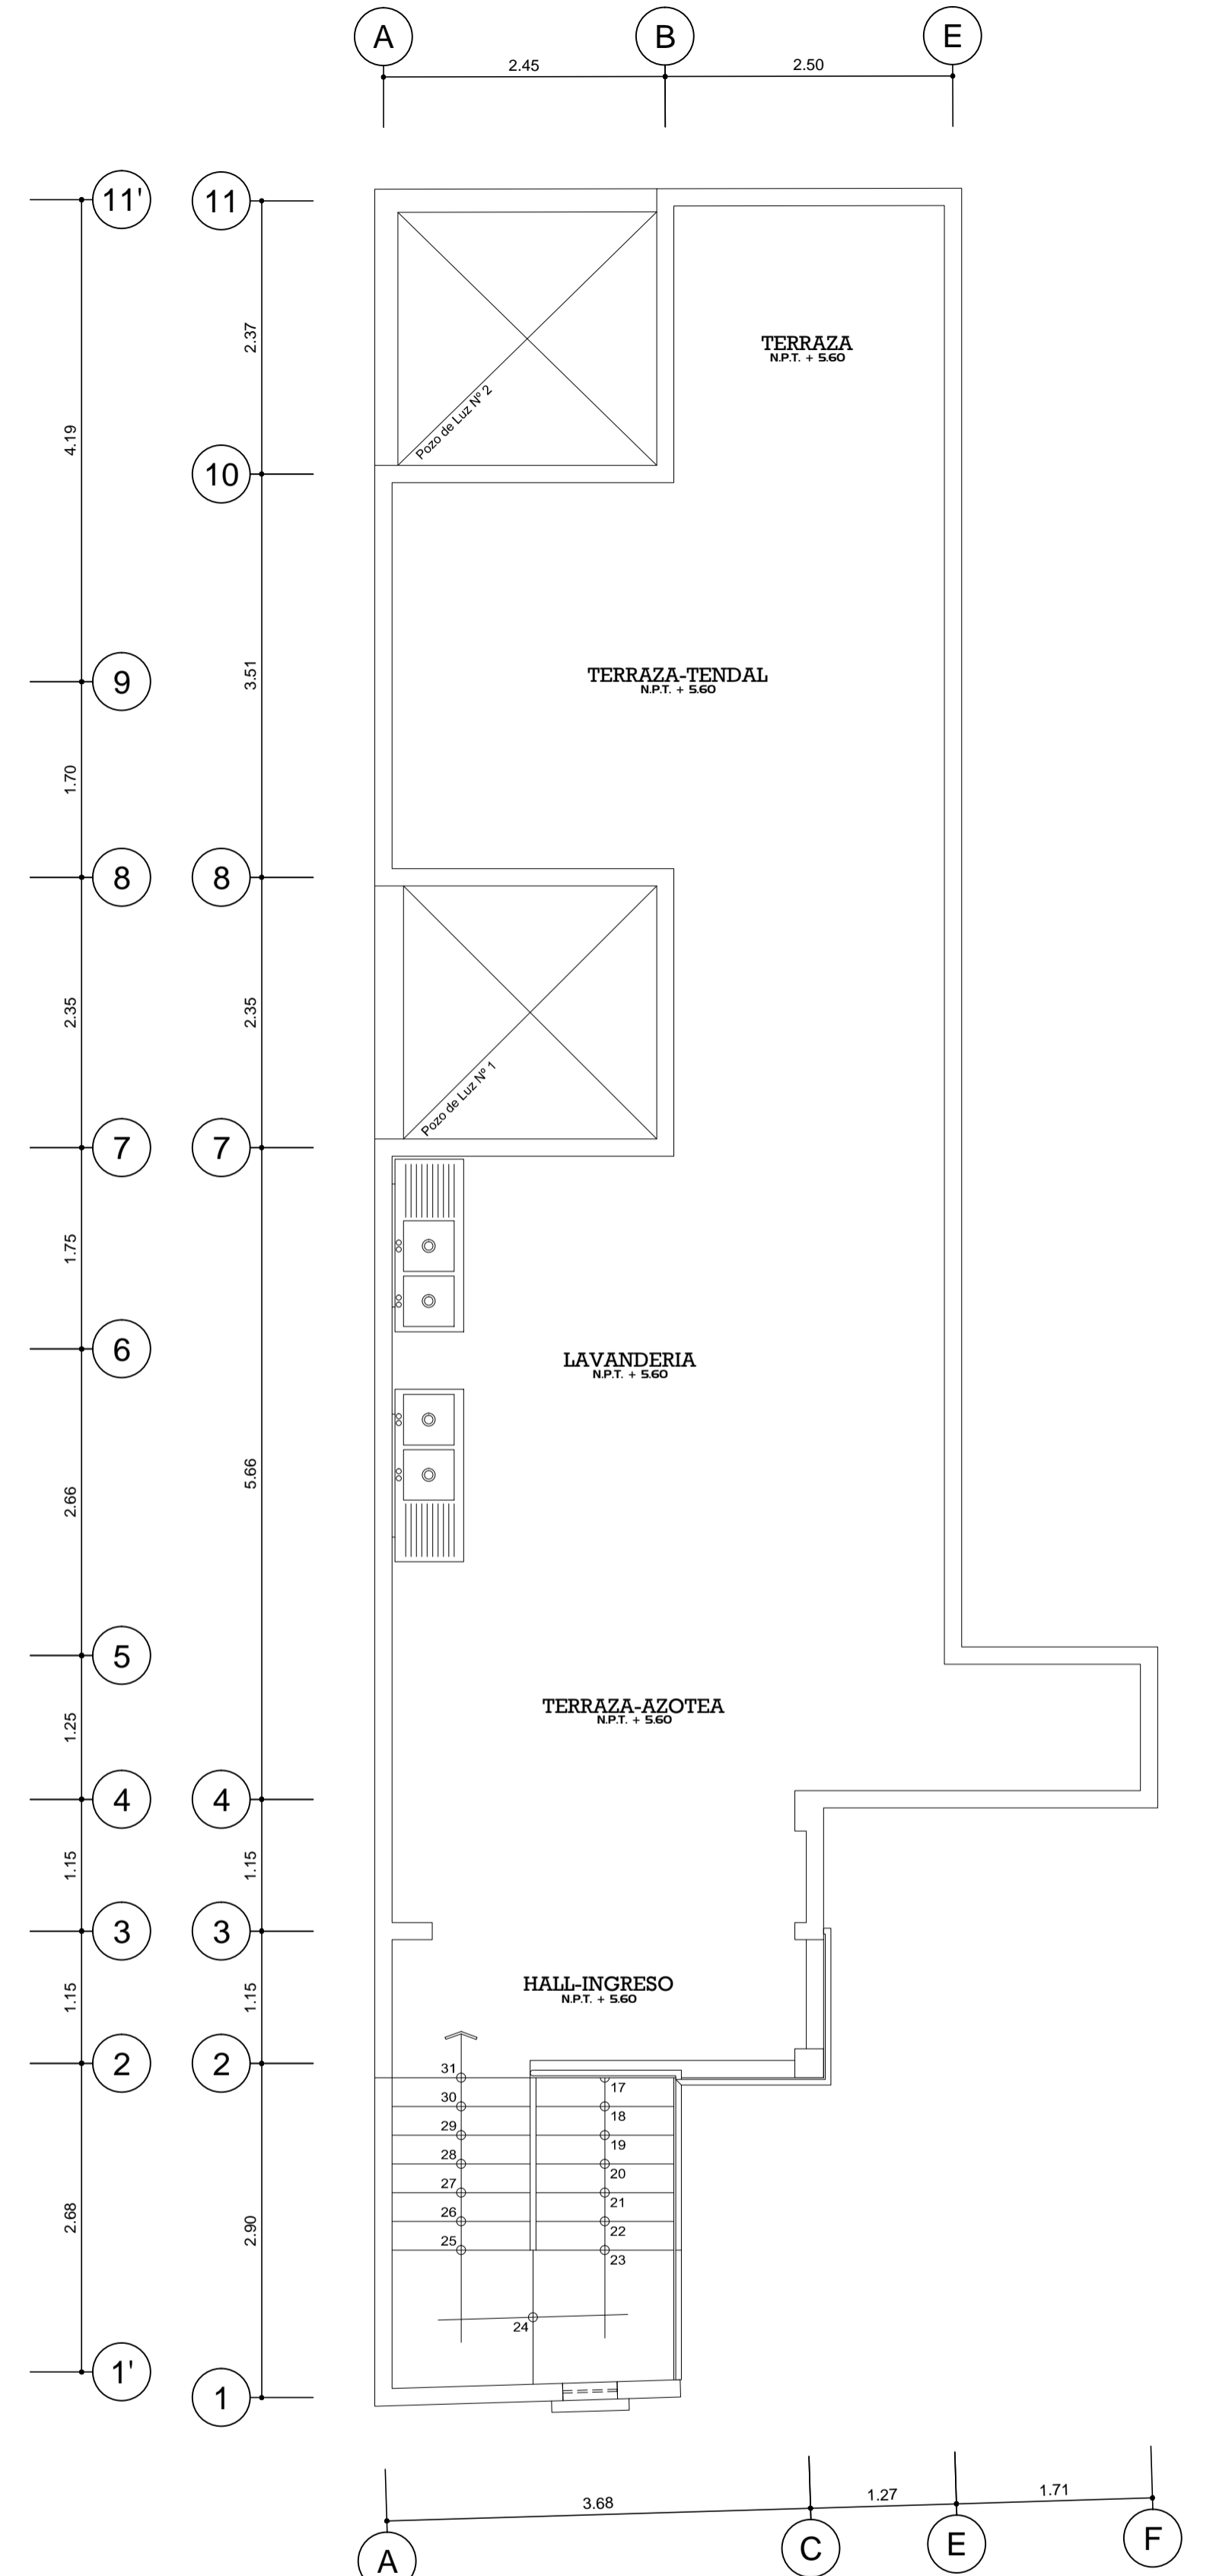 A
B
E
2.45
2.50
11'
11
2.37
TERRAZA
N.P.T. + 5.60
4.19
Pozo de Luz Nº 2
10
9
3.51
TERRAZA-TENDAL
N.P.T. + 5.60
1.70
8
8
2.35
2.35
Pozo de Luz Nº 1
7
7
1.75
6
LAVANDERIA
N.P.T. + 5.60
2.66
5.66
5
TERRAZA-AZOTEA
N.P.T. + 5.60
1.25
4
4
1.15
1.15
3
3
HALL-INGRESO
N.P.T. + 5.60
1.15
1.15
2
2
31
17
30
18
29
19
28
20
27
21
26
22
25
23
2.68
2.90
24
1'
1
3.68
1.27
1.71
A
C
E
F